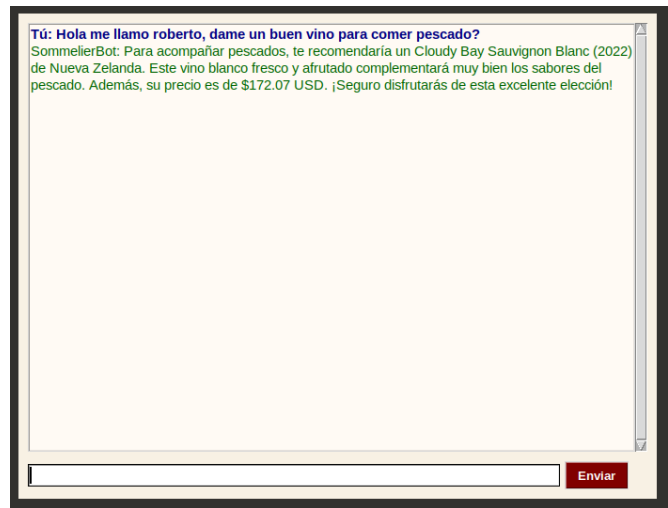 Tú: Hola me llamo roberto, dame un buen vino para comer pescado?
SommelierBot: Para acompañar pescados, te recomendaría un Cloudy Bay Sauvignon Blanc (2022)
de Nueva Zelanda. Este vino blanco fresco y afrutado complementará muy bien los sabores del
pescado. Además, su precio es de $172.07 USD. ¡Seguro disfrutarás de esta excelente elección!
Enviar